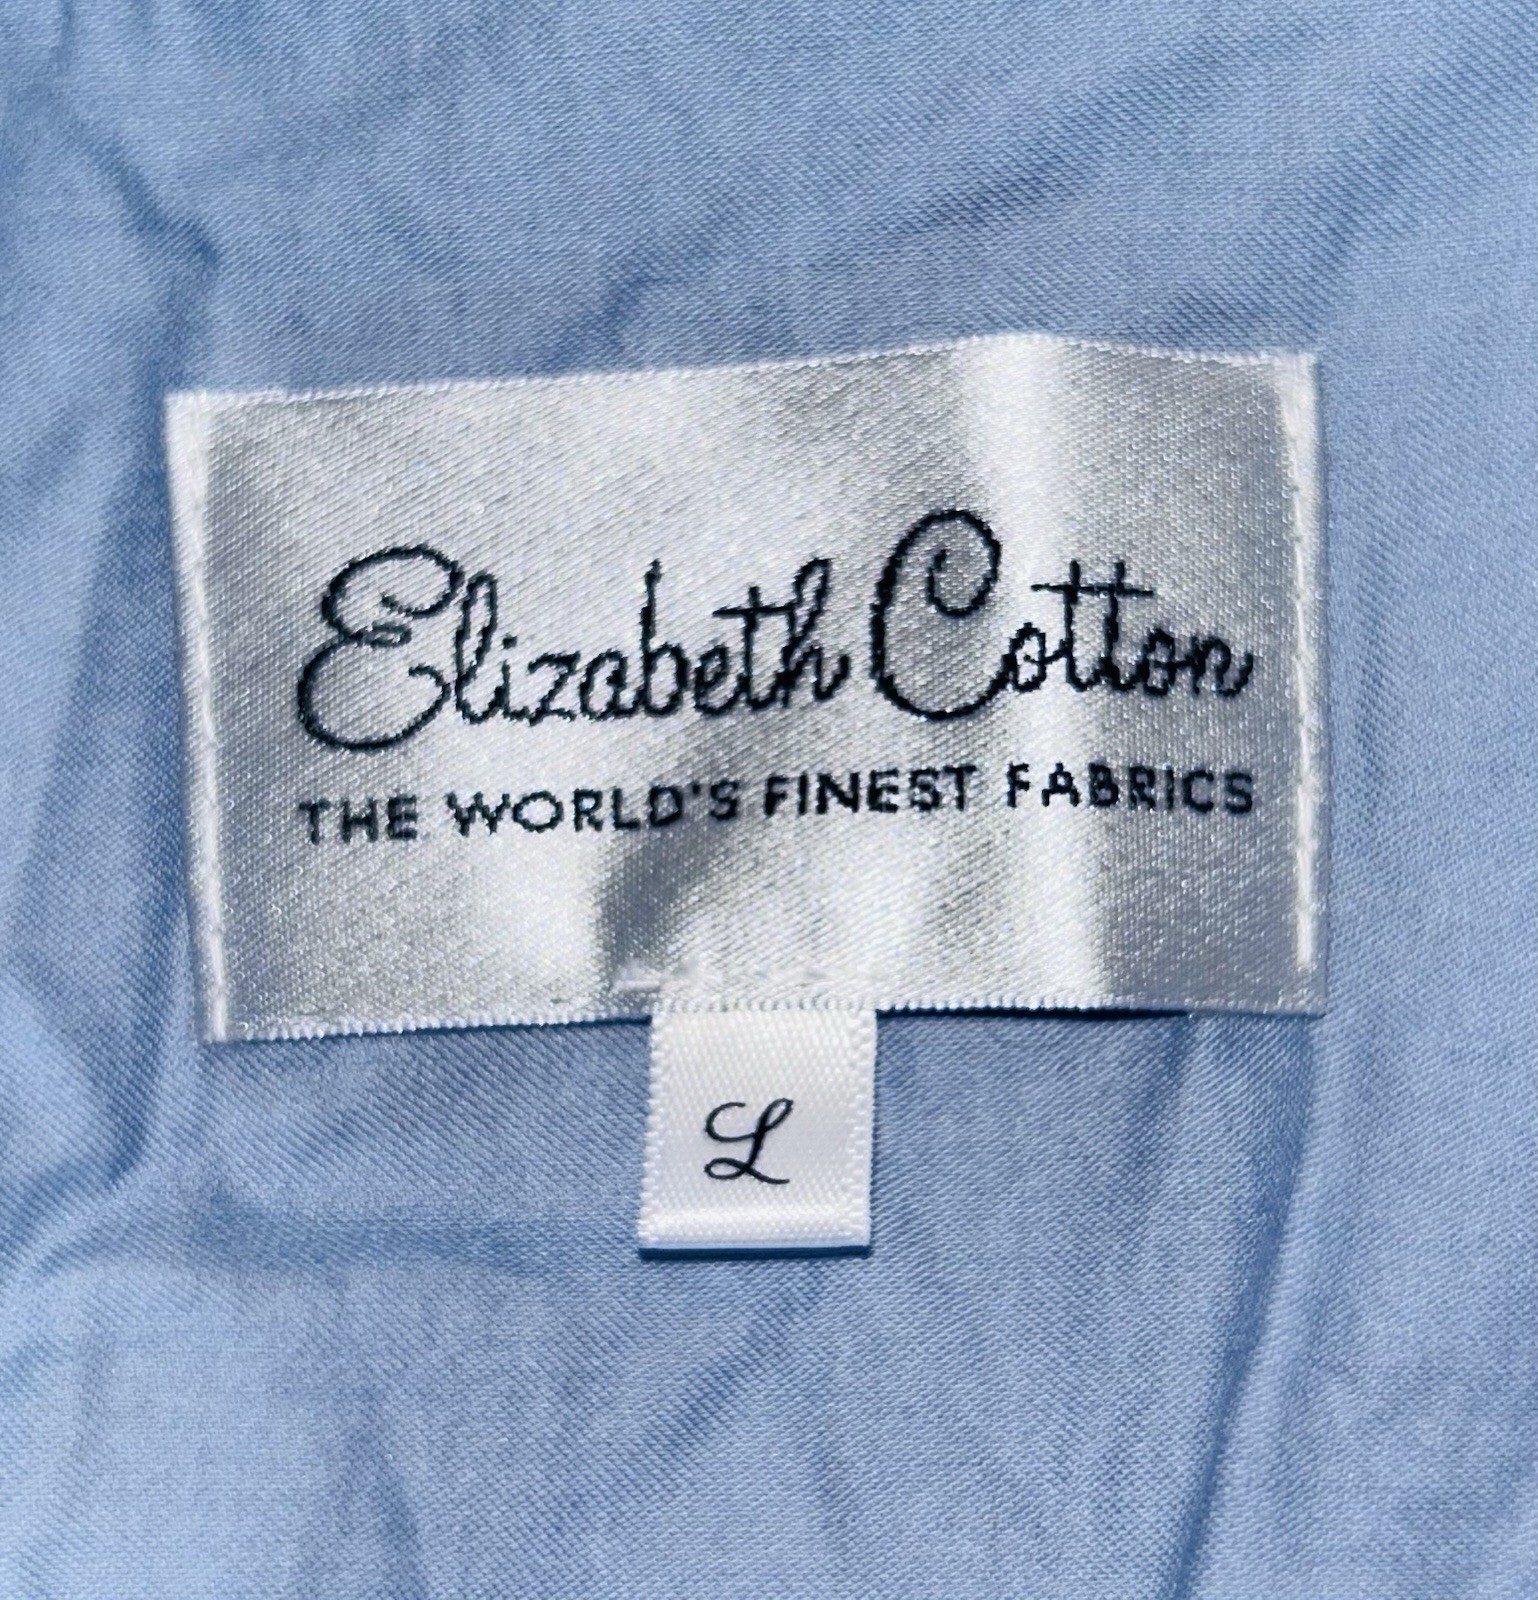 Elizabeth Cotton
THE WORLD'S FINEST FABRICS
L